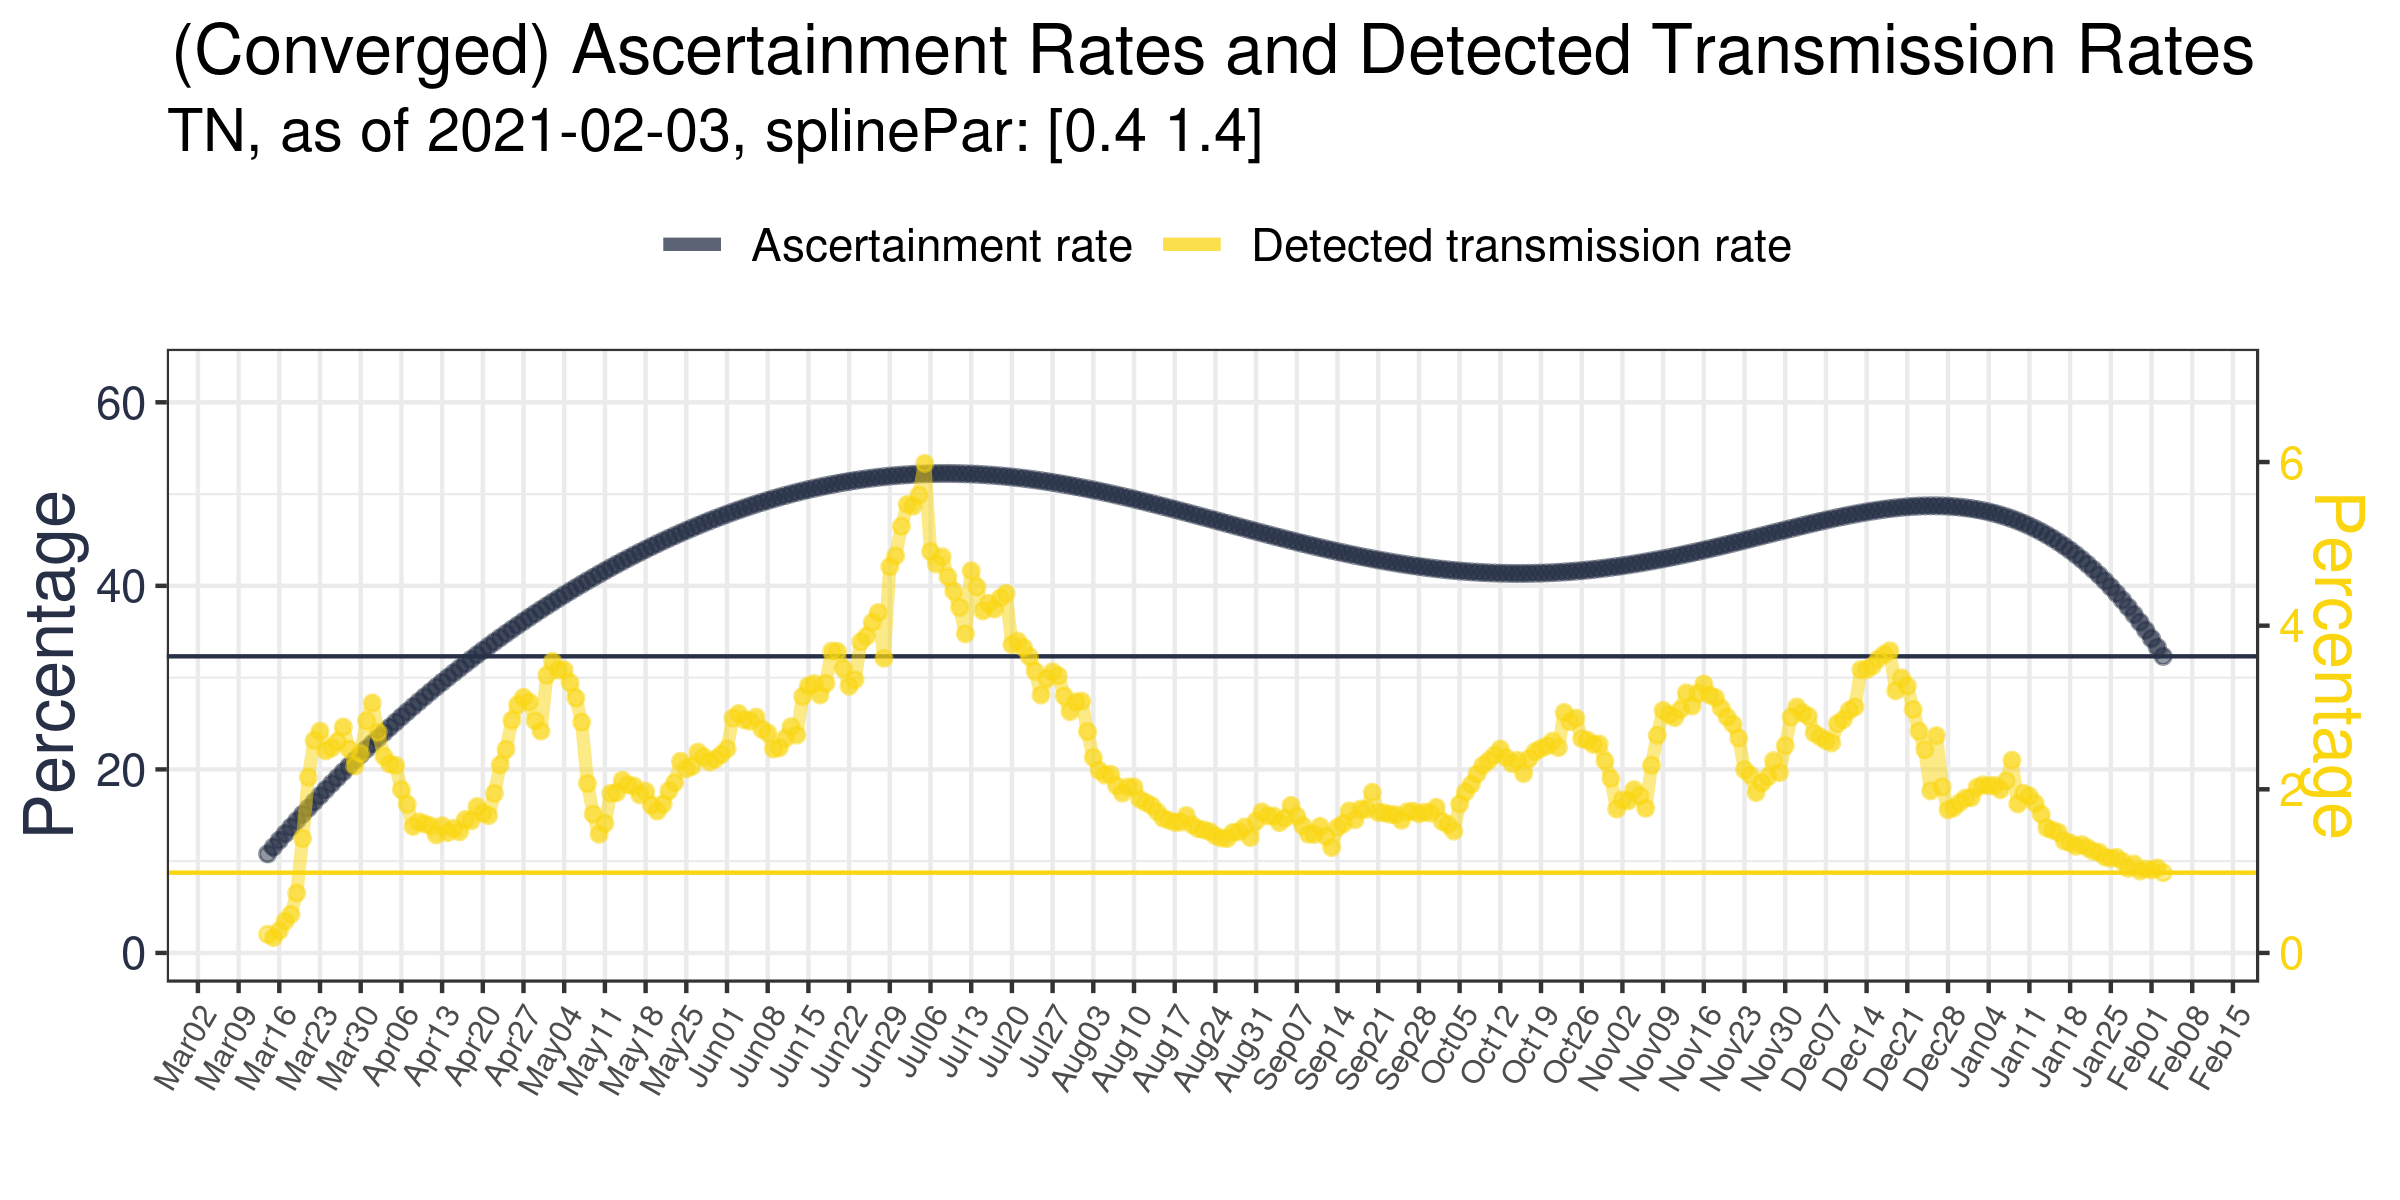 (Converged) Ascertainment Rates and Detected Transmission Rates
TN, as of 2021-02-03, splinePar: [0.4 1.4]
Ascertainment rate
Detected transmission rate
Percentage
60
40
20
0
6
4
2
0
Percentage
Mar02
Mar09
Mar16
Mar23
Mar30
Apr06
Apr13
Apr20
Apr27
May04
May11
May18
May25
Jun01
Jun08
Jun15
Jun22
Jun29
Jul06
Jul13
Jul20
Jul27
Aug03
Aug10
Aug17
Aug24
Aug31
Sep07
Sep14
Sep21
Sep28
Oct05
Oct12
Oct19
Oct26
Nov02
Nov09
Nov16
Nov23
Nov30
Dec07
Dec14
Dec21
Dec28
Jan04
Jan11
Jan18
Jan25
Feb01
Feb08
Feb15